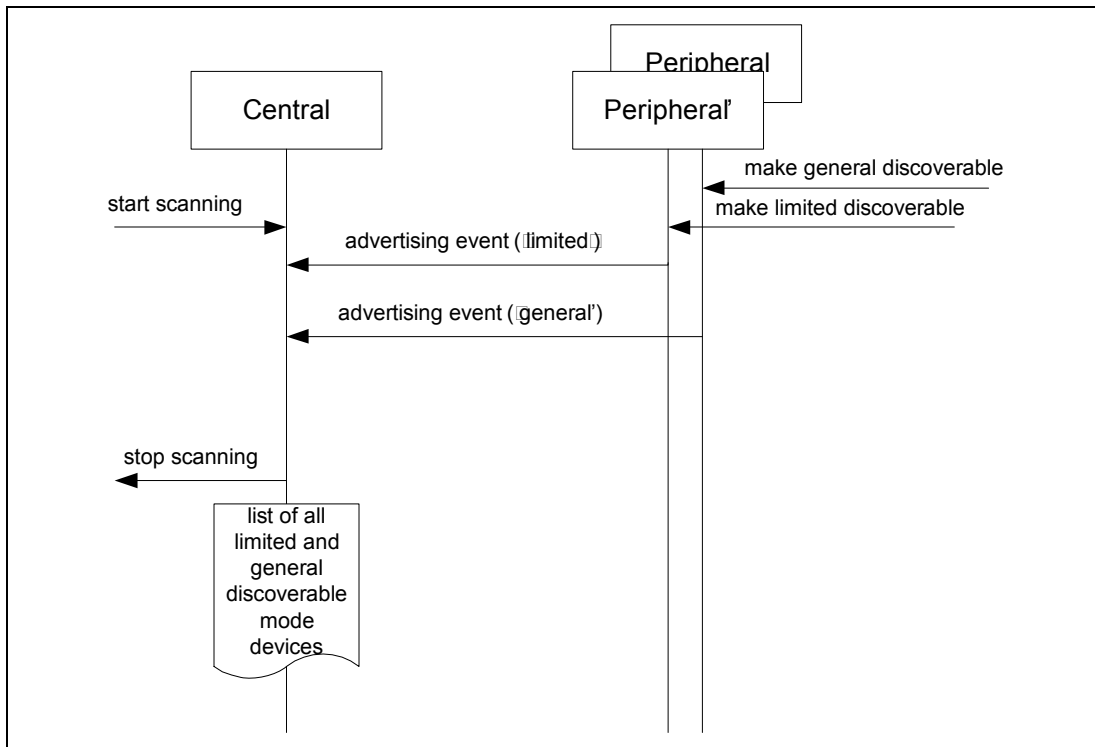 Peripheral
Central
Peripheral'
make general discoverable
start scanning
make limited discoverable
advertising event (limited)
advertising event (general')
stop scanning
list of all
limited and
general
discoverable
mode
devices